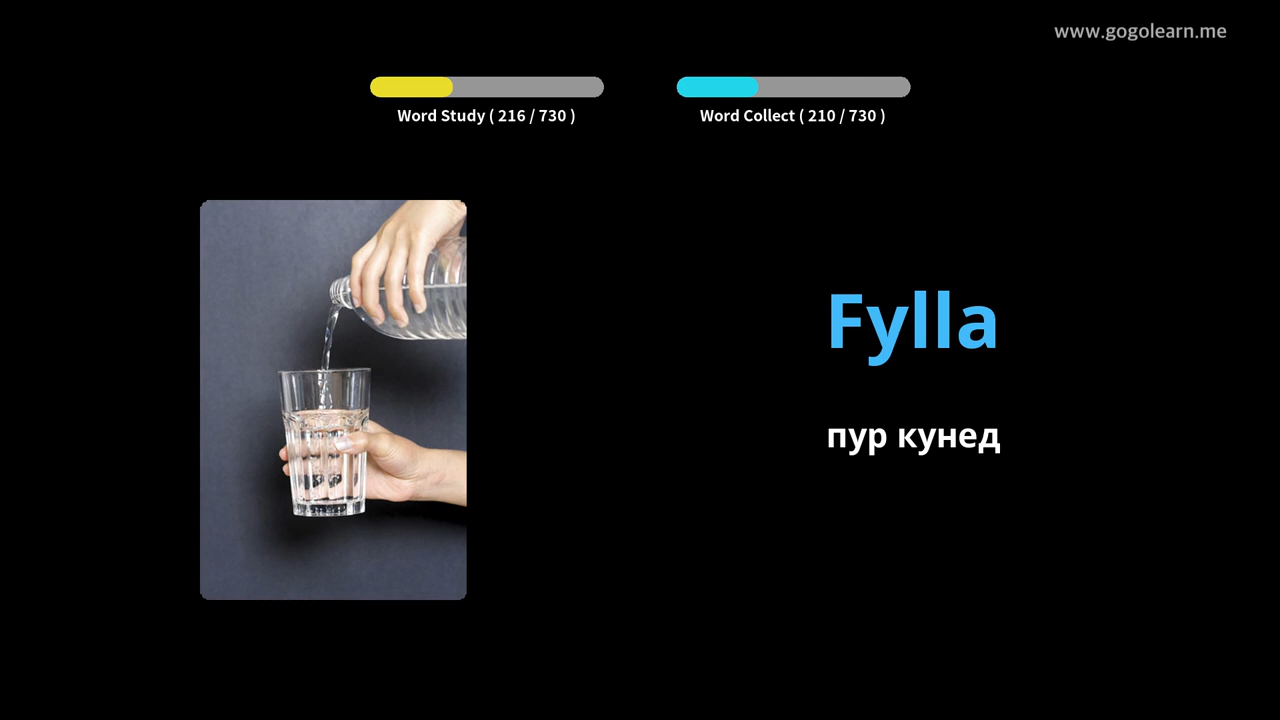 www.gogolearn.me
Word Study ( 216 / 730 )
Word Collect ( 210 / 730 )
Fylla
пур кунед